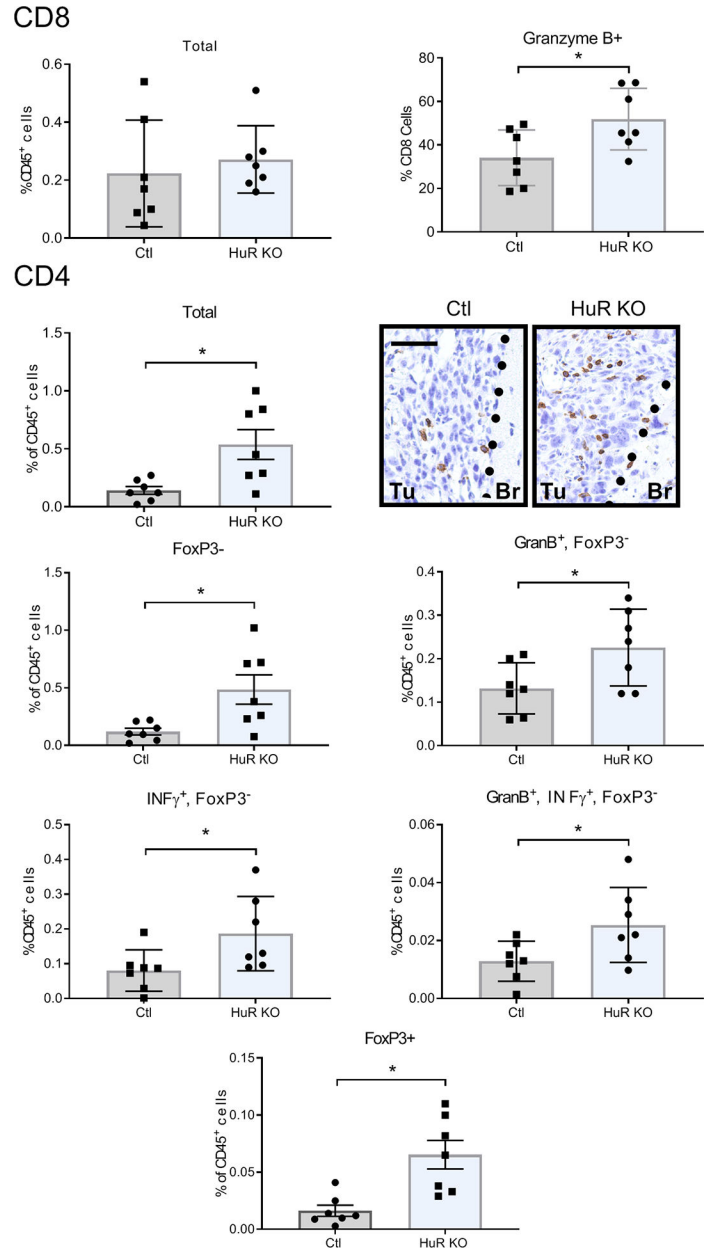 CD8
Total
%CD45+ cells
0.6
0.4
0.2
0.0
Ctl
HuR KO
Granzyme B+
*
% CD8 Cells
80
60
40
20
0
Ctl
HuR KO
CD4
Total
*
% of CD45+ cells
1.5
1.0
0.5
0.0
Ctl
HuR KO
Ctl
HuR KO
Tu
Br
Tu
Br
FoxP3-
*
% of CD45+ cells
1.5
1.0
0.5
0.0
Ctl
HuR KO
GranB+, FoxP3-
*
%CD45+ cells
0.4
0.3
0.2
0.1
0.0
Ctl
HuR KO
INFγ+, FoxP3-
*
%CD45+ cells
0.5
0.4
0.3
0.2
0.1
0.0
Ctl
HuR KO
GranB+, INFγ+, FoxP3-
*
%CD45+ cells
0.06
0.04
0.02
0.00
Ctl
HuR KO
FoxP3+
*
% of CD45+ cells
0.15
0.10
0.05
0.00
Ctl
HuR KO